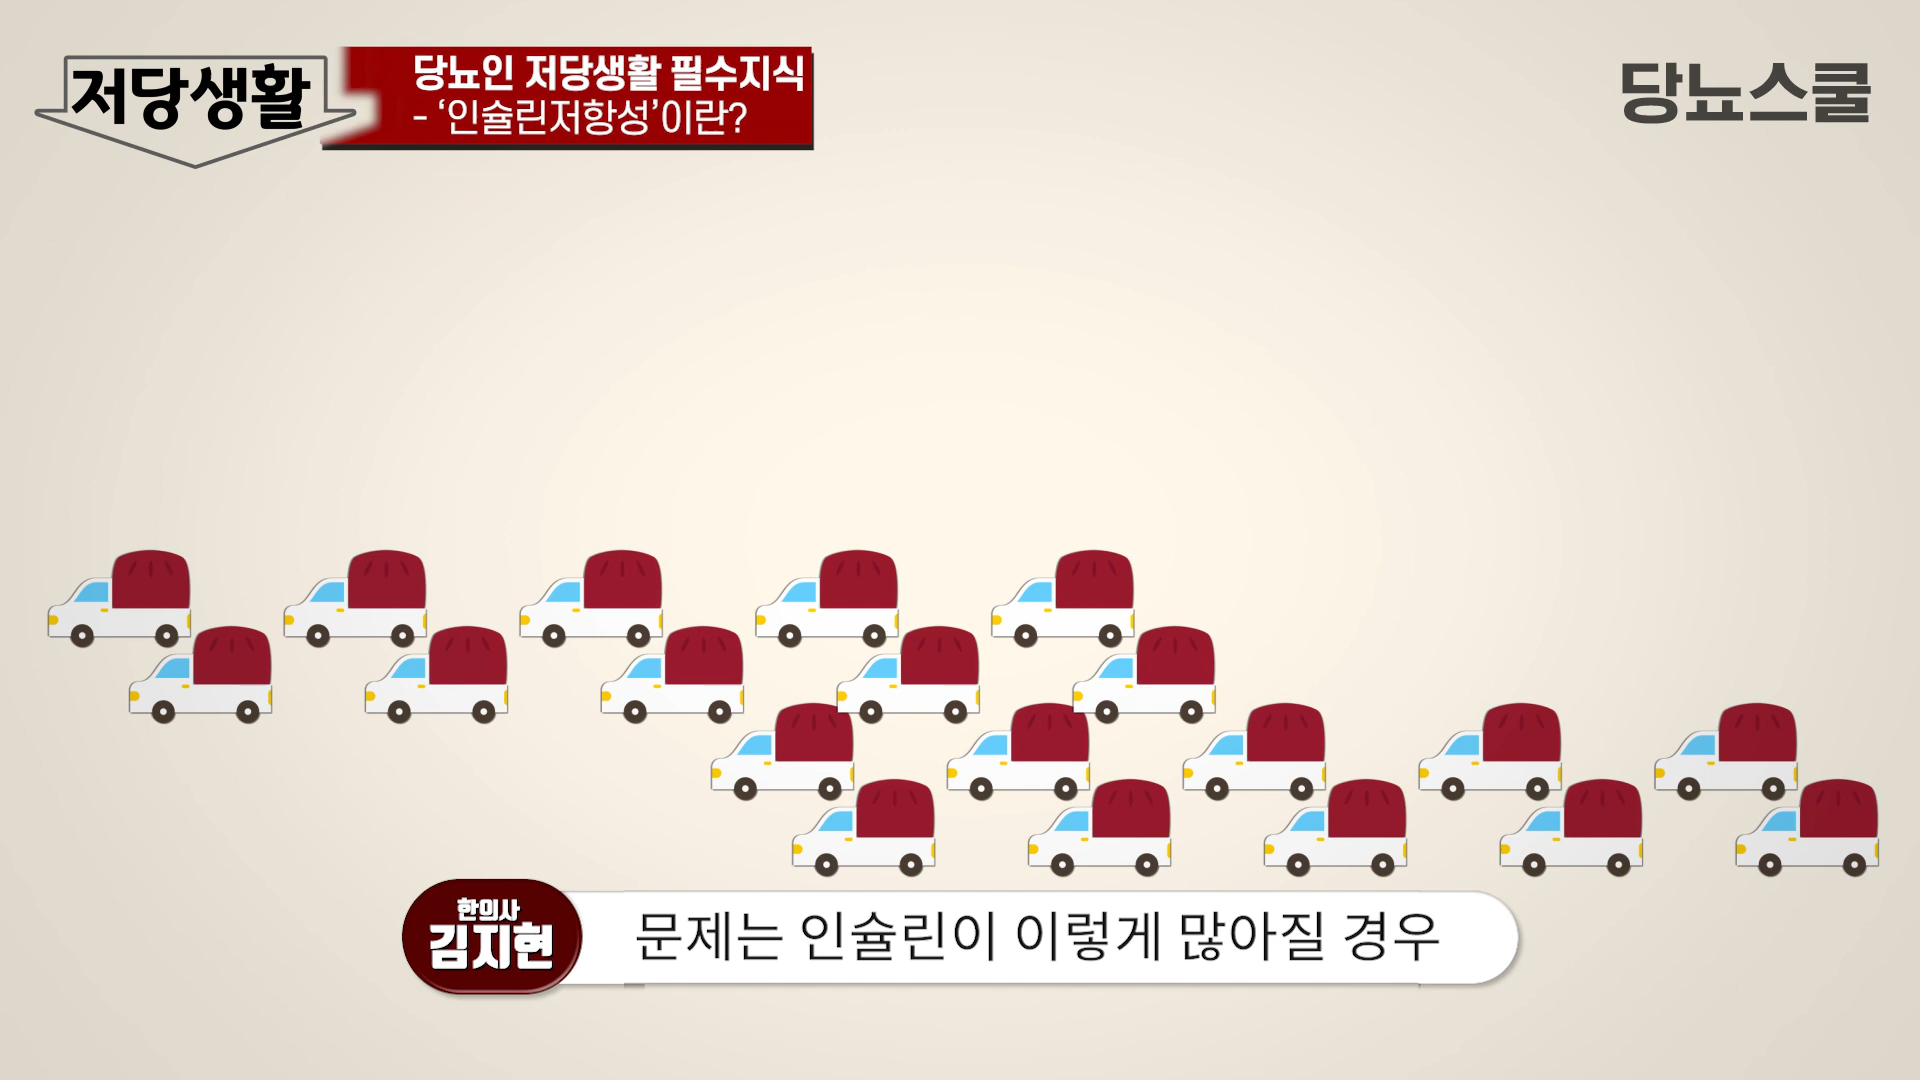 저당생활
당뇨인 저당생활 필수지식
- ‘인슐린저항성’이란?
당뇨스쿨
한의사
김지현
문제는 인슐린이 이렇게 많아질 경우